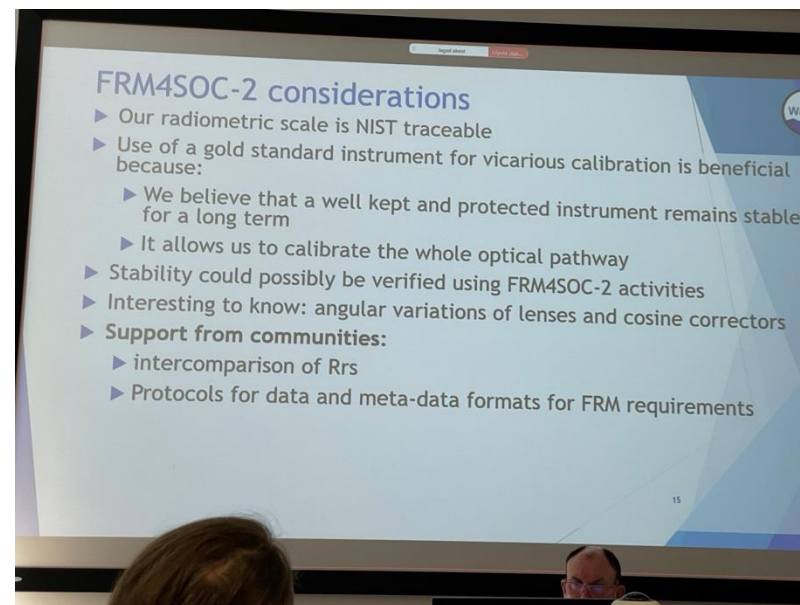 FRM4SOC-2 considerations
▶ Our radiometric scale is NIST traceable
▶ Use of a gold standard instrument for vicarious calibration is beneficial
because:
▶ We believe that a well kept and protected instrument remains stable
for a long term
▶ It allows us to calibrate the whole optical pathway
▶ Stability could possibly be verified using FRM4SOC-2 activities
▶ Interesting to know: angular variations of lenses and cosine correctors
▶ Support from communities:
▶ intercomparison of Rrs
▶ Protocols for data and meta-data formats for FRM requirements
15